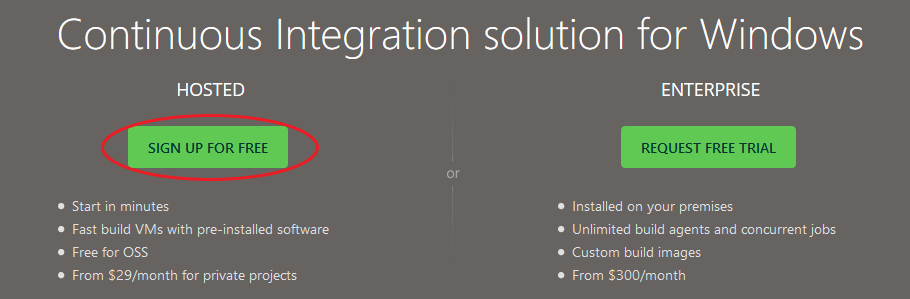 Continuous Integration solution for Windows
HOSTED
SIGN UP FOR FREE
Start in minutes
Fast build VMs with pre-installed software
Free for OSS
From $29/month for private projects
or
ENTERPRISE
REQUEST FREE TRIAL
Installed on your premises
Unlimited build agents and concurrent jobs
Custom build images
From $300/month